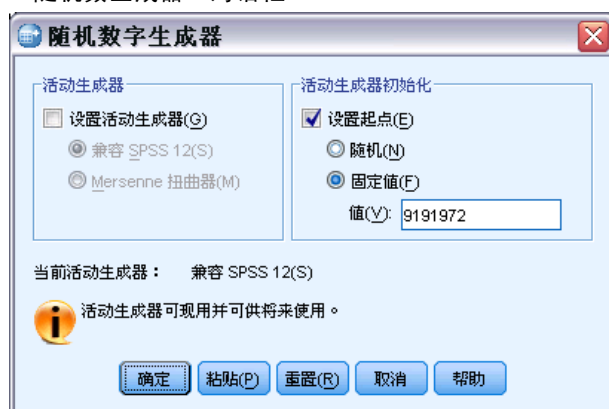 随机数字生成器
活动生成器
设置活动生成器(G)
兼容 SPSS 12(S)
Mersenne 扭曲器(M)
活动生成器初始化
设置起点(E)
随机(N)
固定值(F)
值(V): 9191972
当前活动生成器： 兼容 SPSS 12(S)
活动生成器可现用并可供将来使用。
确定 粘贴(P) 重置(R) 取消 帮助